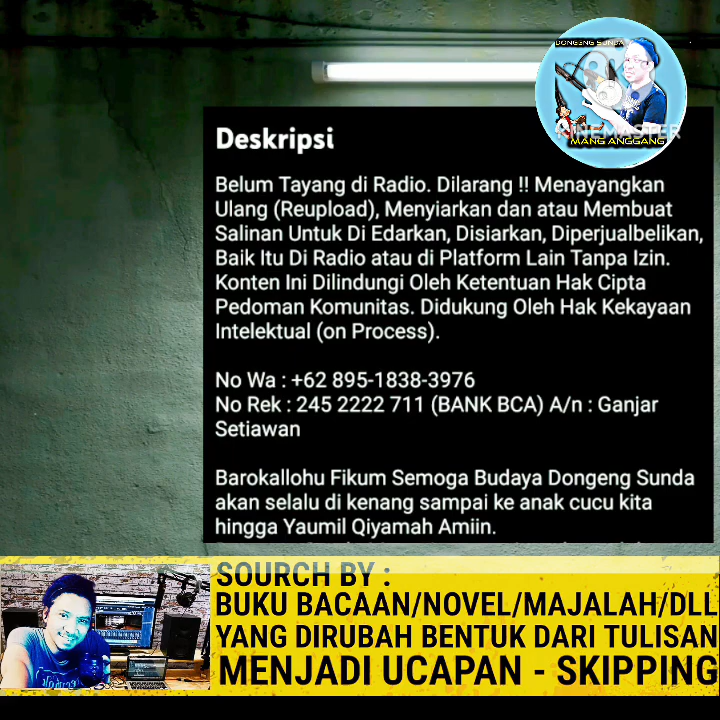 DONGENG SUNDA
KINEMASTER
MANG ANGGANG
Deskripsi
Belum Tayang di Radio. Dilarang !! Menayangkan
Ulang (Reupload), Menyiarkan dan atau Membuat
Salinan Untuk Di Edarkan, Disiarkan, Diperjualbelikan,
Baik Itu Di Radio atau di Platform Lain Tanpa Izin.
Konten Ini Dilindungi Oleh Ketentuan Hak Cipta
Pedoman Komunitas. Didukung Oleh Hak Kekayaan
Intelektual (on Process).
No Wa : +62 895-1838-3976
No Rek : 245 2222 711 (BANK BCA) A/n : Ganjar
Setiawan
Barokallohu Fikum Semoga Budaya Dongeng Sunda
akan selalu di kenang sampai ke anak cucu kita
hingga Yaumil Qiyamah Amiin.
SOURCH BY :
BUKU BACAAN/NOVEL/MAJALAH/DLL
YANG DIRUBAH BENTUK DARI TULISAN
MENJADI UCAPAN - SKIPPING